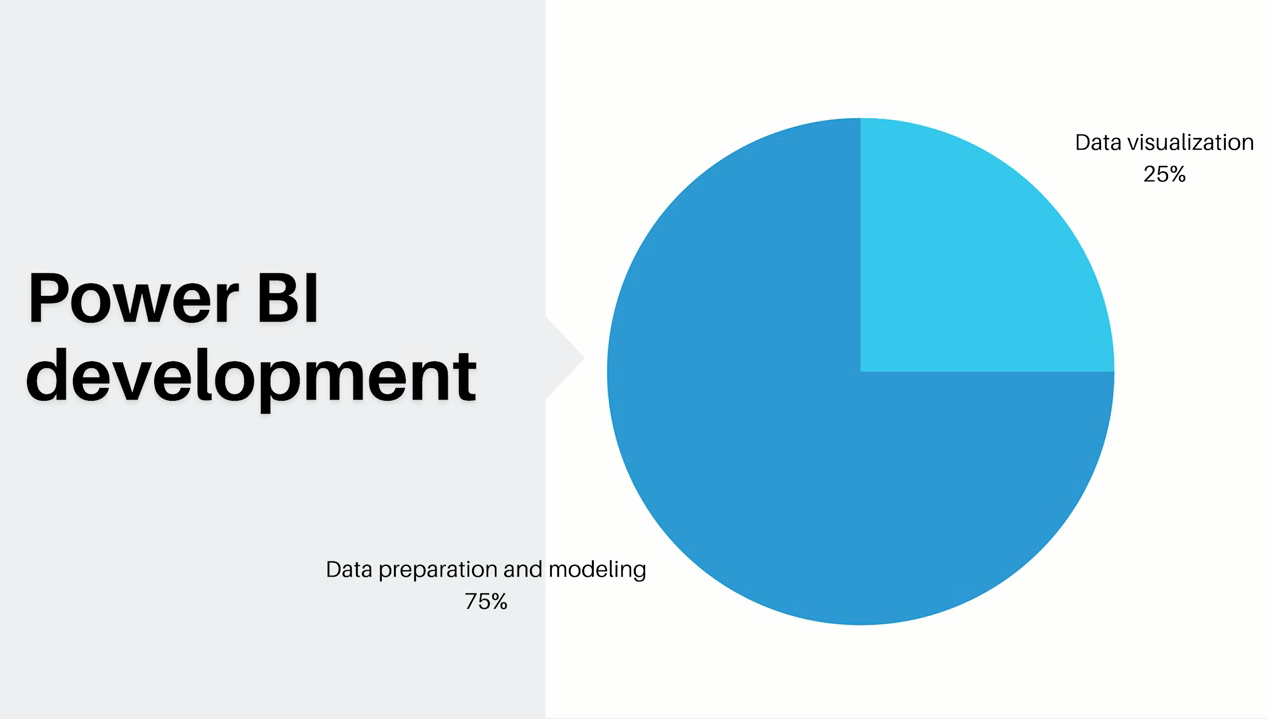 Power BI
development
Data visualization
25%
Data preparation and modeling
75%